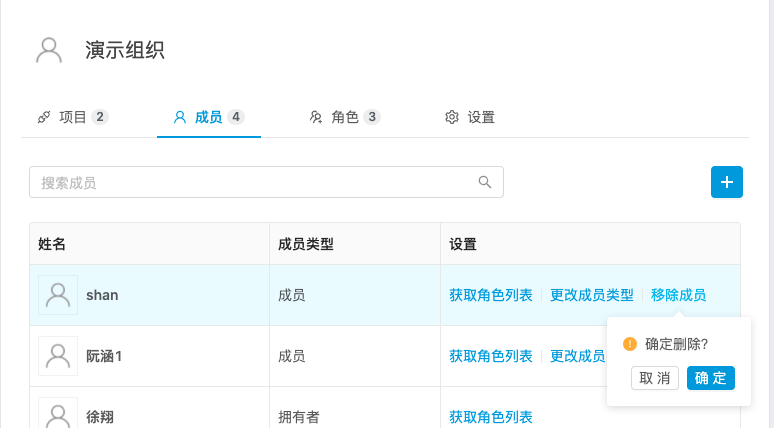 演示组织
项目 2 成员 4 角色 3 设置
搜索成员
姓名 成员类型 设置
shan 成员 获取角色列表 更改成员类型 移除成员
确定删除?
阮涵1 成员 获取角色列表 更改成员
取 消 确 定
徐翔 拥有者 获取角色列表